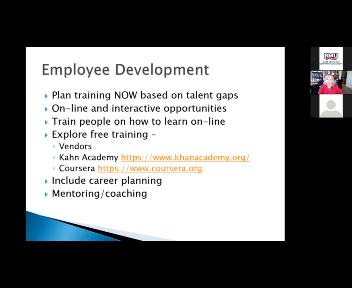 Employee Development
Plan training NOW based on talent gaps
On-line and interactive opportunities
Train people on how to learn on-line
Explore free training -
Vendors
Kahn Academy https://www.khanacademy.org/
Coursera https://www.coursera.org
Include career planning
Mentoring/coaching